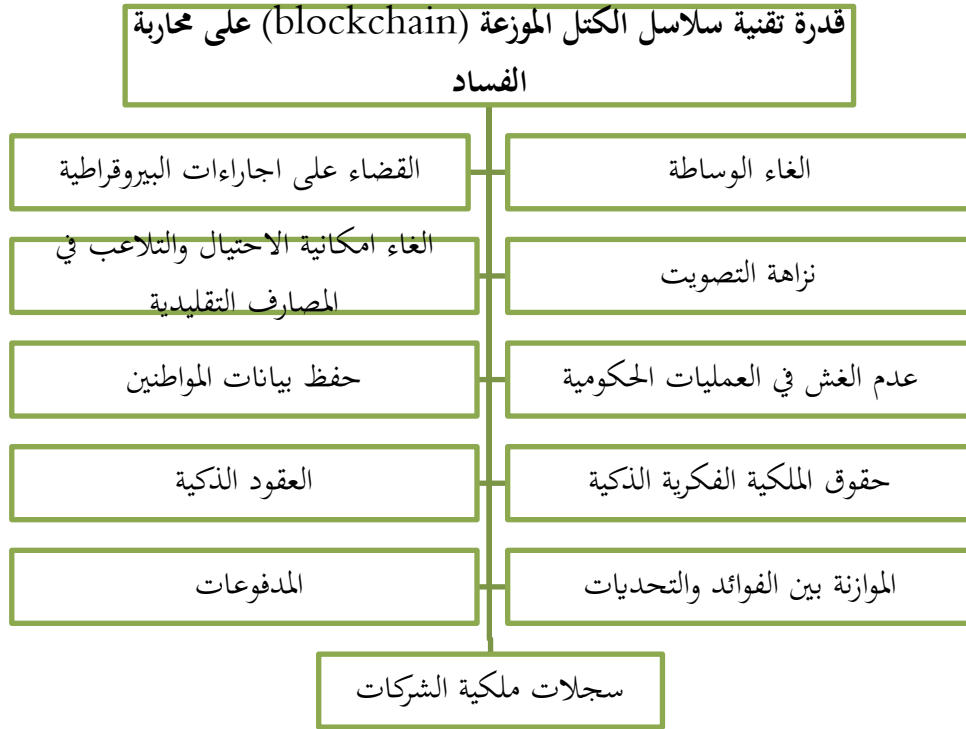 قدرة تقنية سلاسل الكتل الموزعة (blockchain) على محاربة
الفساد
الغاء الوساطة
القضاء على اجاراءات البيروقراطية
نزاهة التصويت
الغاء امكانية الاحتيال والتلاعب في
المصارف التقليدية
عدم الغش في العمليات الحكومية
حفظ بيانات المواطنين
حقوق الملكية الفكرية الذكية
العقود الذكية
الموازنة بين الفوائد والتحديات
المدفوعات
سجلات ملكية الشركات